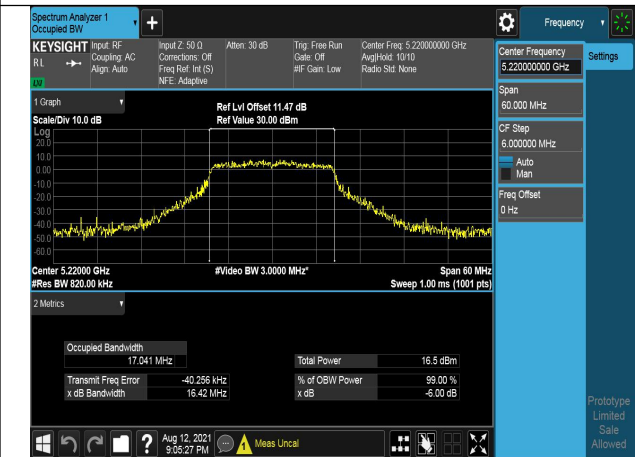 Spectrum Analyzer 1
Occupied BW
+
Frequency
KEYSIGHT
RL
LXI
Input: RF
Coupling: AC
Align: Auto
Input Z: 50 Ω
Corrections: Off
Freq Ref: Int (S)
NFE: Adaptive
Atten: 30 dB
Trig: Free Run
Gate: Off
#IF Gain: Low
Center Freq: 5.220000000 GHz
Avg|Hold: 10/10
Radio Std: None
Center Frequency
5.220000000 GHz
Settings
Span
60.000 MHz
CF Step
6.000000 MHz
Auto
Man
Freq Offset
0 Hz
1 Graph
Scale/Div 10.0 dB
Ref Lvl Offset 11.47 dB
Ref Value 30.00 dBm
Log
20.0
10.0
0.00
-10.0
-20.0
-30.0
-40.0
-50.0
-60.0
Center 5.22000 GHz
#Video BW 3.0000 MHz*
Span 60 MHz
#Res BW 820.00 kHz
Sweep 1.00 ms (1001 pts)
2 Metrics
Occupied Bandwidth
17.041 MHz
Total Power 16.5 dBm
Transmit Freq Error -40.256 kHz
% of OBW Power 99.00 %
x dB Bandwidth 16.42 MHz
x dB -6.00 dB
Aug 12, 2021
9:05:27 PM
Meas Uncal
Prototype
Limited
Sale
Allowed